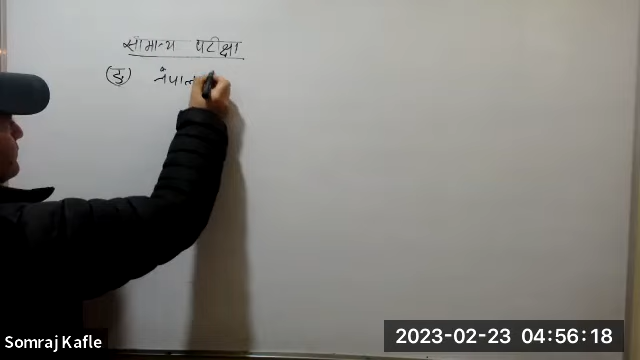 सामान्य परीक्षा
(ङ) नेपाल
Somraj Kafle
2023-02-23 04:56:18